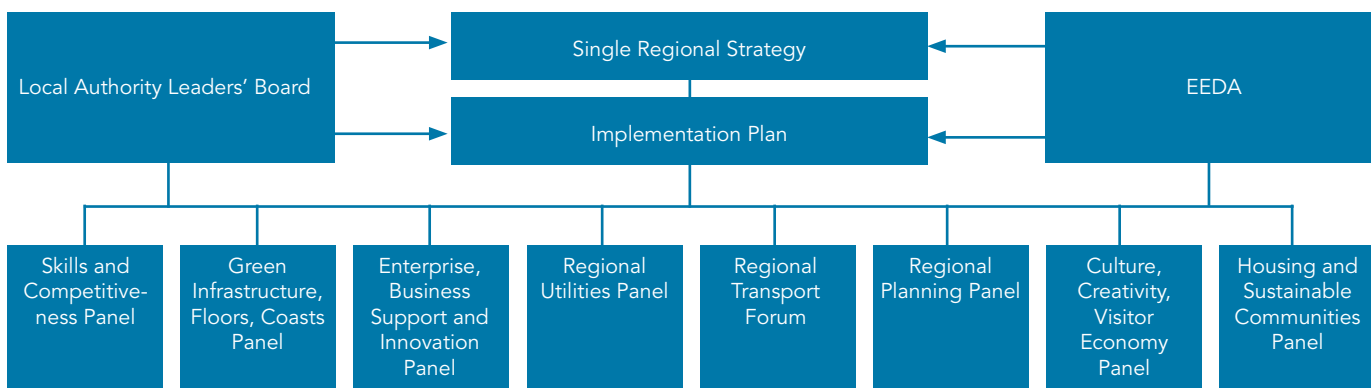 Local Authority Leaders’ Board
Single Regional Strategy
Implementation Plan
EEDA
Skills and
Competitive-
ness Panel
Green
Infrastructure,
Floors, Coasts
Panel
Enterprise,
Business
Support and
Innovation
Panel
Regional
Utilities Panel
Regional
Transport
Forum
Regional
Planning Panel
Culture,
Creativity,
Visitor
Economy
Panel
Housing and
Sustainable
Communities
Panel